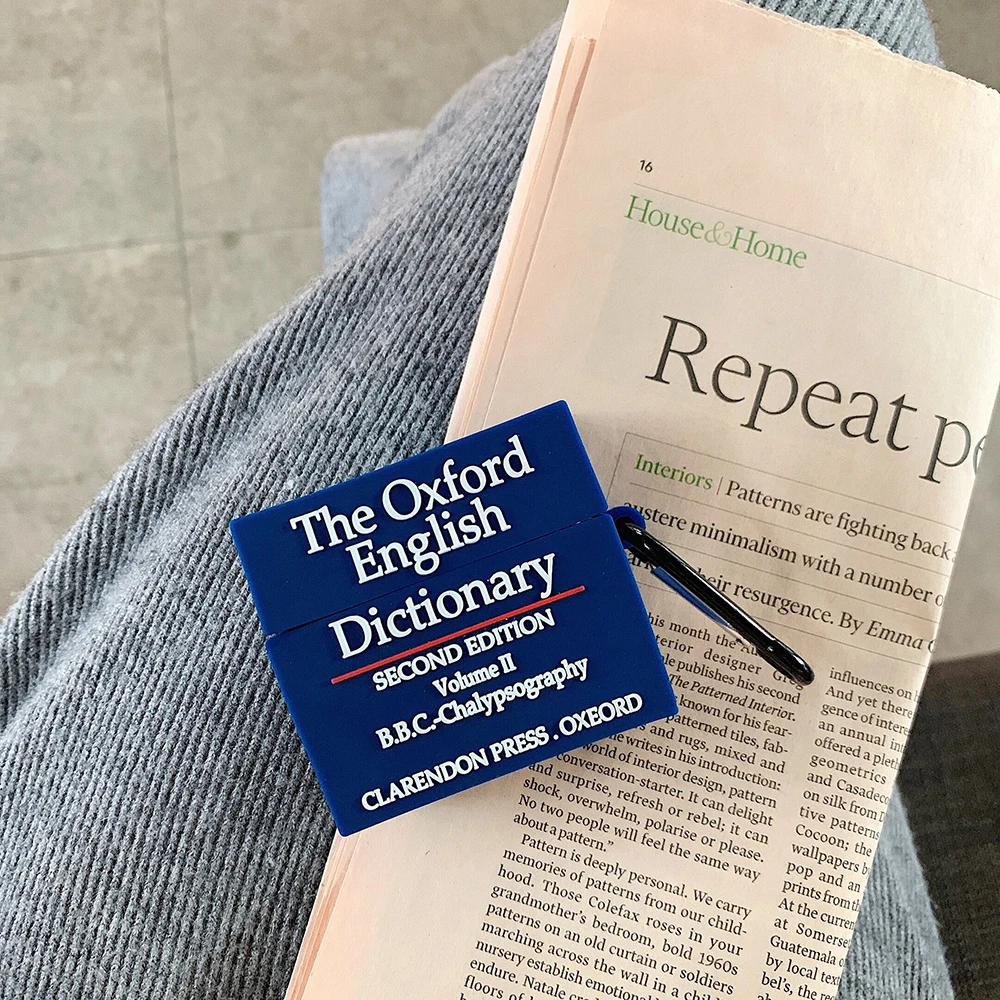 The Oxford
English
Dictionary
SECOND EDITION
Volume II
B.B.C.-Chalypsography
CLARENDON PRESS . OXEORD
16
House&Home
Repeat
Interiors | Patterns are fighting back
austere minimalism with a number
their resurgence. By Emma
this month the
interior designer Greg
publishes his second
The Patterned Interior.
known for his fear-
patterned tiles, fab-
and rugs, mixed and
he writes in his introduction:
world of interior design, pattern
conversation-starter. It can delight
and surprise, refresh or rebel; it can
shock, overwhelm, polarise or please.
No two people will feel the same way
about a pattern.”
Pattern is deeply personal. We carry
memories of patterns from our child-
hood. Those Colefax roses in your
grandmother's bedroom, bold 1960s
patterns on an old curtain or soldiers
marching across the wall in a
nursery establish
endure. Natale
floors of
influences on
And yet there
gence of
an annual
offered a
geometrics
and
on silk from
tive patterns
Cocoon; the
wallpapers
pop and an
prints from
At the current
at
Guatemala
by local
bel's, the